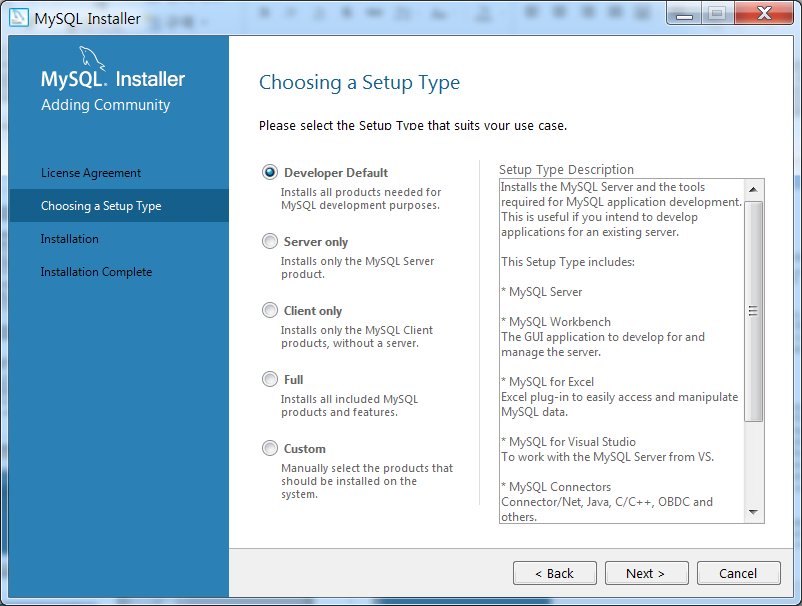 MySQL Installer
MySQL. Installer
Adding Community
License Agreement
Choosing a Setup Type
Installation
Installation Complete
Choosing a Setup Type
Please select the Setup Type that suits your use case.
Developer Default
Installs all products needed for
MySQL development purposes.
Server only
Installs only the MySQL Server
product.
Client only
Installs only the MySQL Client
products, without a server.
Full
Installs all included MySQL
products and features.
Custom
Manually select the products that
should be installed on the
system.
Setup Type Description
Installs the MySQL Server and the tools
required for MySQL application development.
This is useful if you intend to develop
applications for an existing server.
This Setup Type includes:
* MySQL Server
* MySQL Workbench
The GUI application to develop for and
manage the server.
* MySQL for Excel
Excel plug-in to easily access and manipulate
MySQL data.
* MySQL for Visual Studio
To work with the MySQL Server from VS.
* MySQL Connectors
Connector/Net, Java, C/C++, OBDC and
others.
< Back
Next >
Cancel